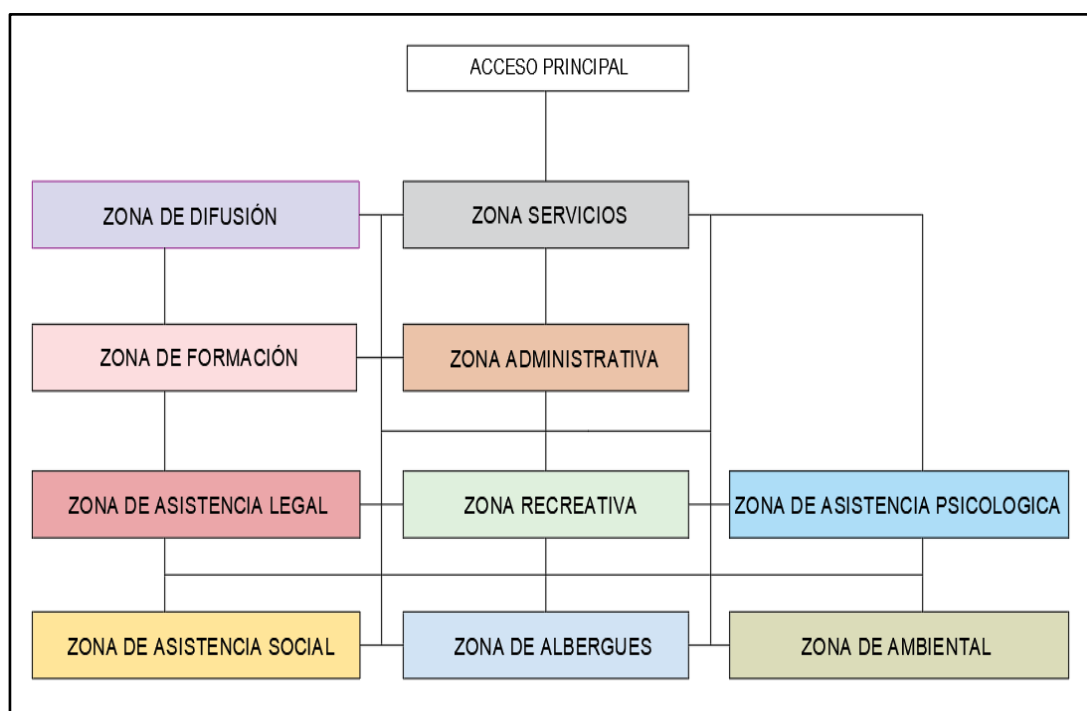 ACCESO PRINCIPAL
ZONA DE DIFUSIÓN
ZONA SERVICIOS
ZONA DE FORMACIÓN
ZONA ADMINISTRATIVA
ZONA DE ASISTENCIA LEGAL
ZONA RECREATIVA
ZONA DE ASISTENCIA PSICOLOGICA
ZONA DE ASISTENCIA SOCIAL
ZONA DE ALBERGUES
ZONA DE AMBIENTAL